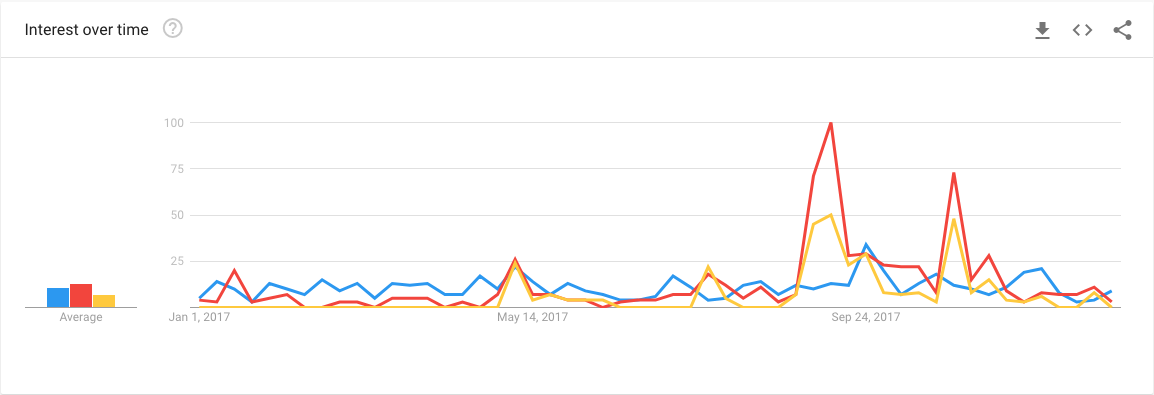 Interest over time ?
100
75
50
25
Average
Jan 1, 2017 May 14, 2017 Sep 24, 2017